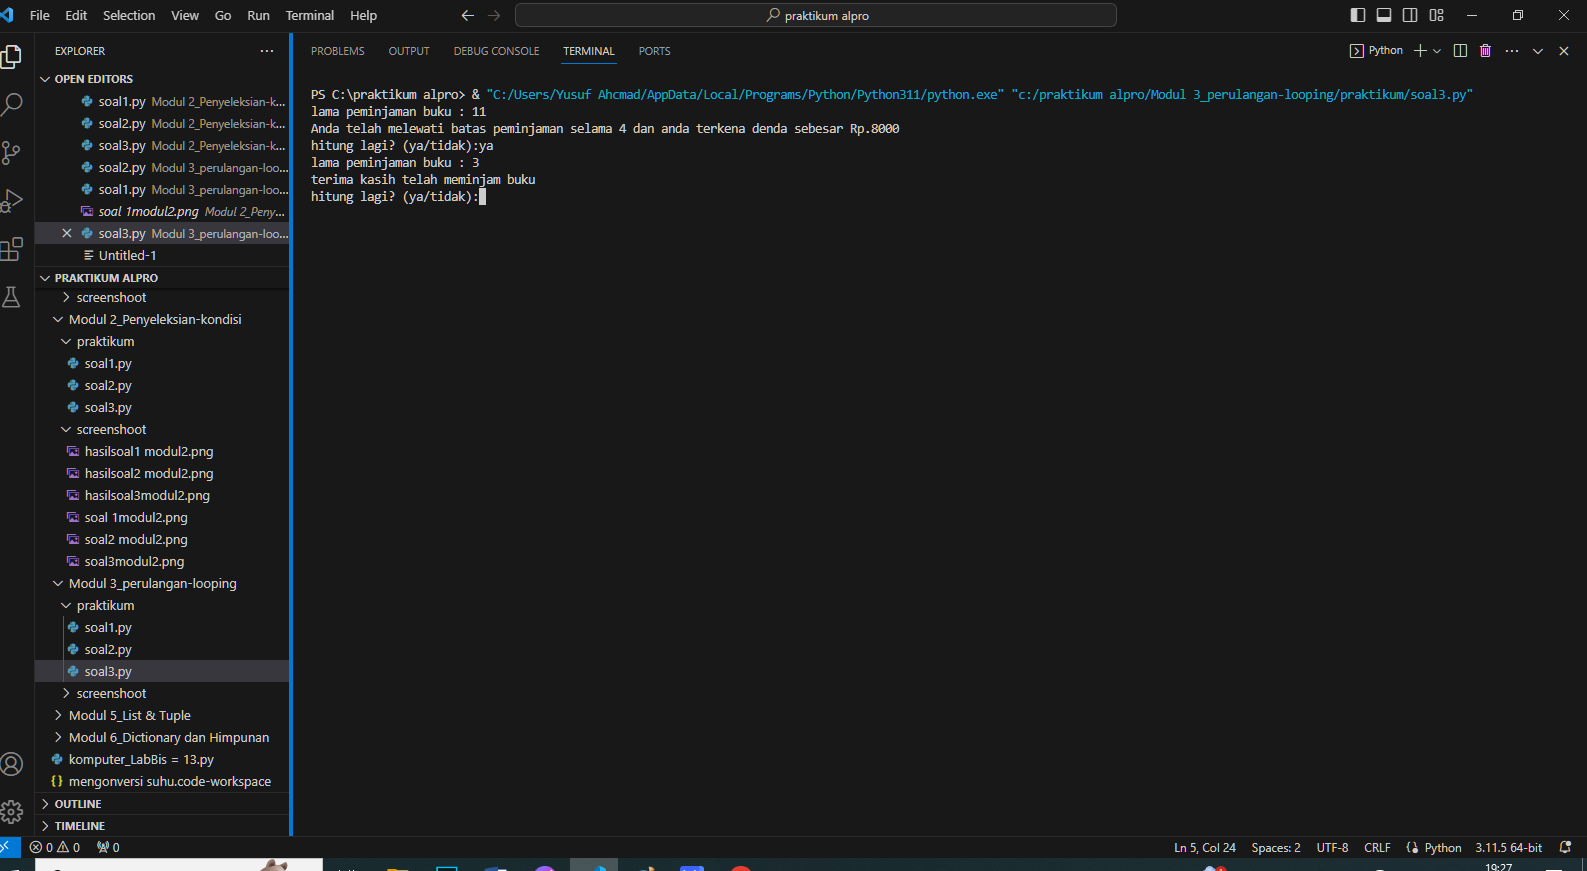 File Edit Selection View Go Run Terminal Help
praktikum alpro
EXPLORER
OPEN EDITORS
soal1.py Modul 2_Penyeleksian-k...
soal2.py Modul 2_Penyeleksian-k...
soal3.py Modul 2_Penyeleksian-k...
soal2.py Modul 3_perulangan-loo...
soal1.py Modul 3_perulangan-loo...
soal 1modul2.png Modul 2_Peny...
soal3.py Modul 3_perulangan-loo...
Untitled-1
PRAKTIKUM ALPRO
screenshoot
Modul 2_Penyeleksian-kondisi
praktikum
soal1.py
soal2.py
soal3.py
screenshoot
hasilsoal1 modul2.png
hasilsoal2 modul2.png
hasilsoal3modul2.png
soal 1modul2.png
soal2 modul2.png
soal3modul2.png
Modul 3_perulangan-looping
praktikum
soal1.py
soal2.py
soal3.py
screenshoot
Modul 5_List & Tuple
Modul 6_Dictionary dan Himpunan
komputer_LabBis = 13.py
mengonversi suhu.code-workspace
OUTLINE
TIMELINE
PROBLEMS OUTPUT DEBUG CONSOLE TERMINAL PORTS
Python
PS C:\praktikum alpro> & "C:/Users/Yusuf Ahcmad/AppData/Local/Programs/Python/Python311/python.exe" "c:/praktikum alpro/Modul 3_perulangan-looping/praktikum/soal3.py"
lama peminjaman buku : 11
Anda telah melewati batas peminjaman selama 4 dan anda terkena denda sebesar Rp.8000
hitung lagi? (ya/tidak):ya
lama peminjaman buku : 3
terima kasih telah meminjam buku
hitung lagi? (ya/tidak):
0 0 0
Ln 5, Col 24 Spaces: 2 UTF-8 CRLF Python 3.11.5 64-bit
19:27